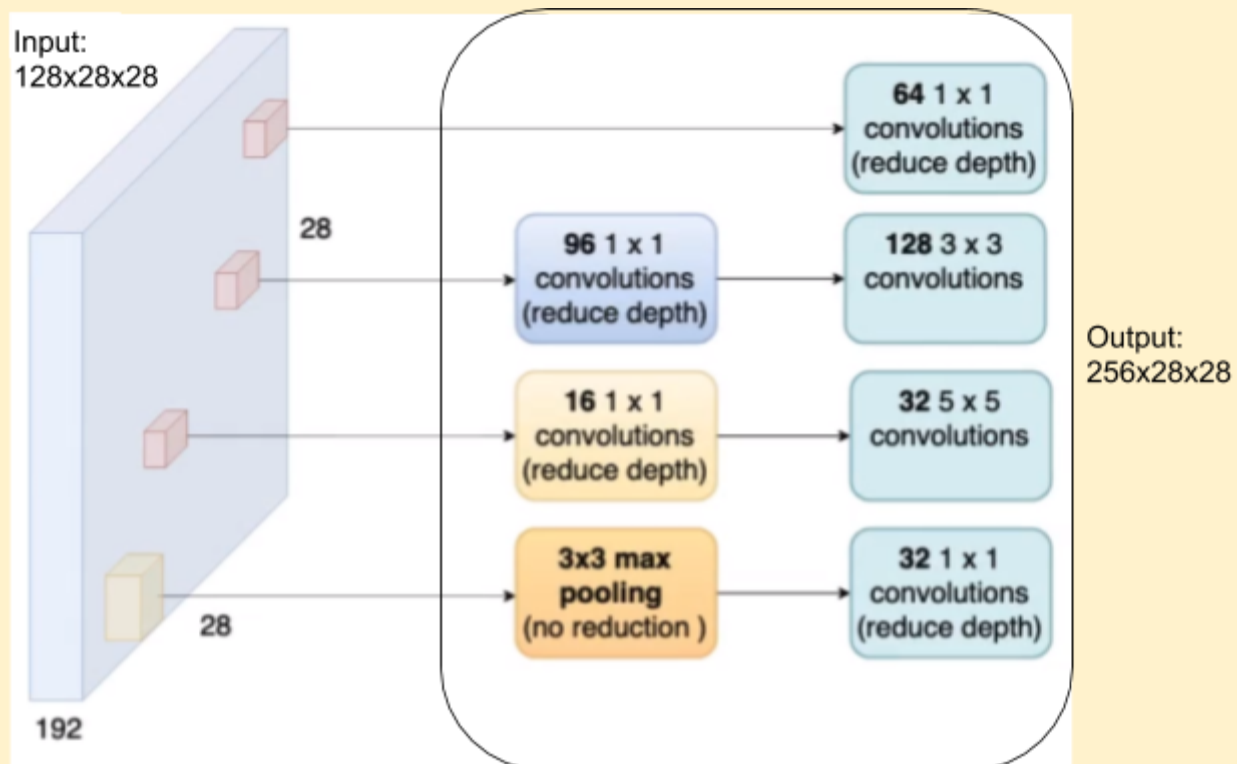 Input:
128x28x28
64 1 x 1
convolutions
(reduce depth)
28
96 1 x 1
convolutions
(reduce depth)
128 3 x 3
convolutions
Output:
256x28x28
16 1 x 1
convolutions
(reduce depth)
32 5 x 5
convolutions
3x3 max
pooling
(no reduction )
32 1 x 1
convolutions
(reduce depth)
28
192